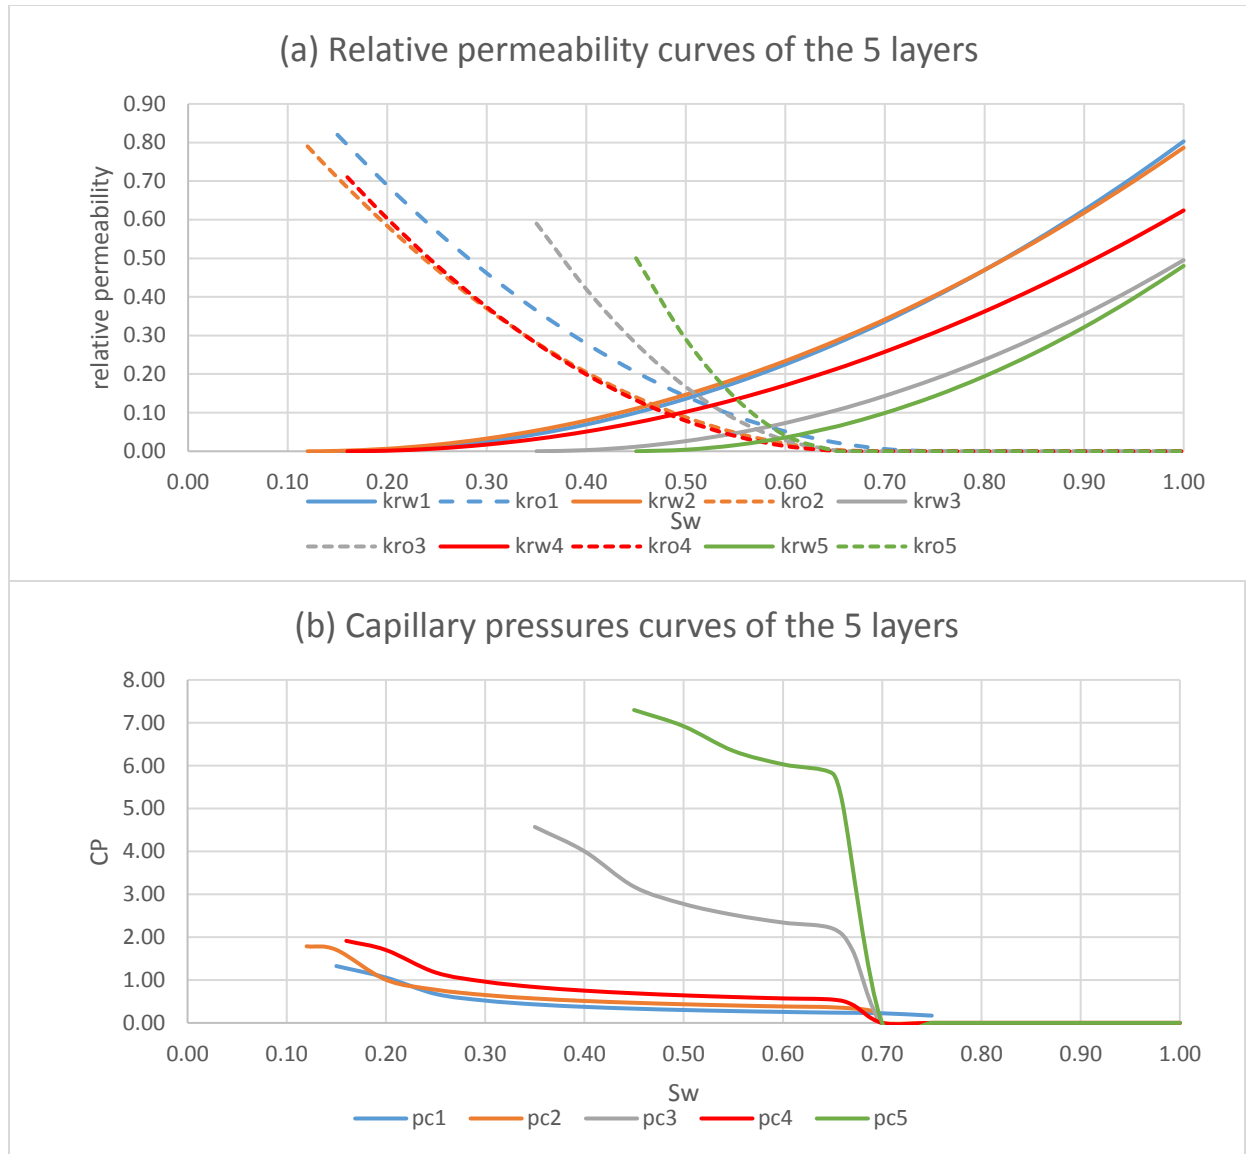 (a) Relative permeability curves of the 5 layers
relative permeability
0.90
0.80
0.70
0.60
0.50
0.40
0.30
0.20
0.10
0.00
0.00 0.10 0.20 0.30 0.40 0.50 0.60 0.70 0.80 0.90 1.00
Sw
krw1 kro1 krw2 kro2 krw3
kro3 krw4 kro4 krw5 kro5
(b) Capillary pressures curves of the 5 layers
CP
8.00
7.00
6.00
5.00
4.00
3.00
2.00
1.00
0.00
0.00 0.10 0.20 0.30 0.40 0.50 0.60 0.70 0.80 0.90 1.00
Sw
pc1 pc2 pc3 pc4 pc5